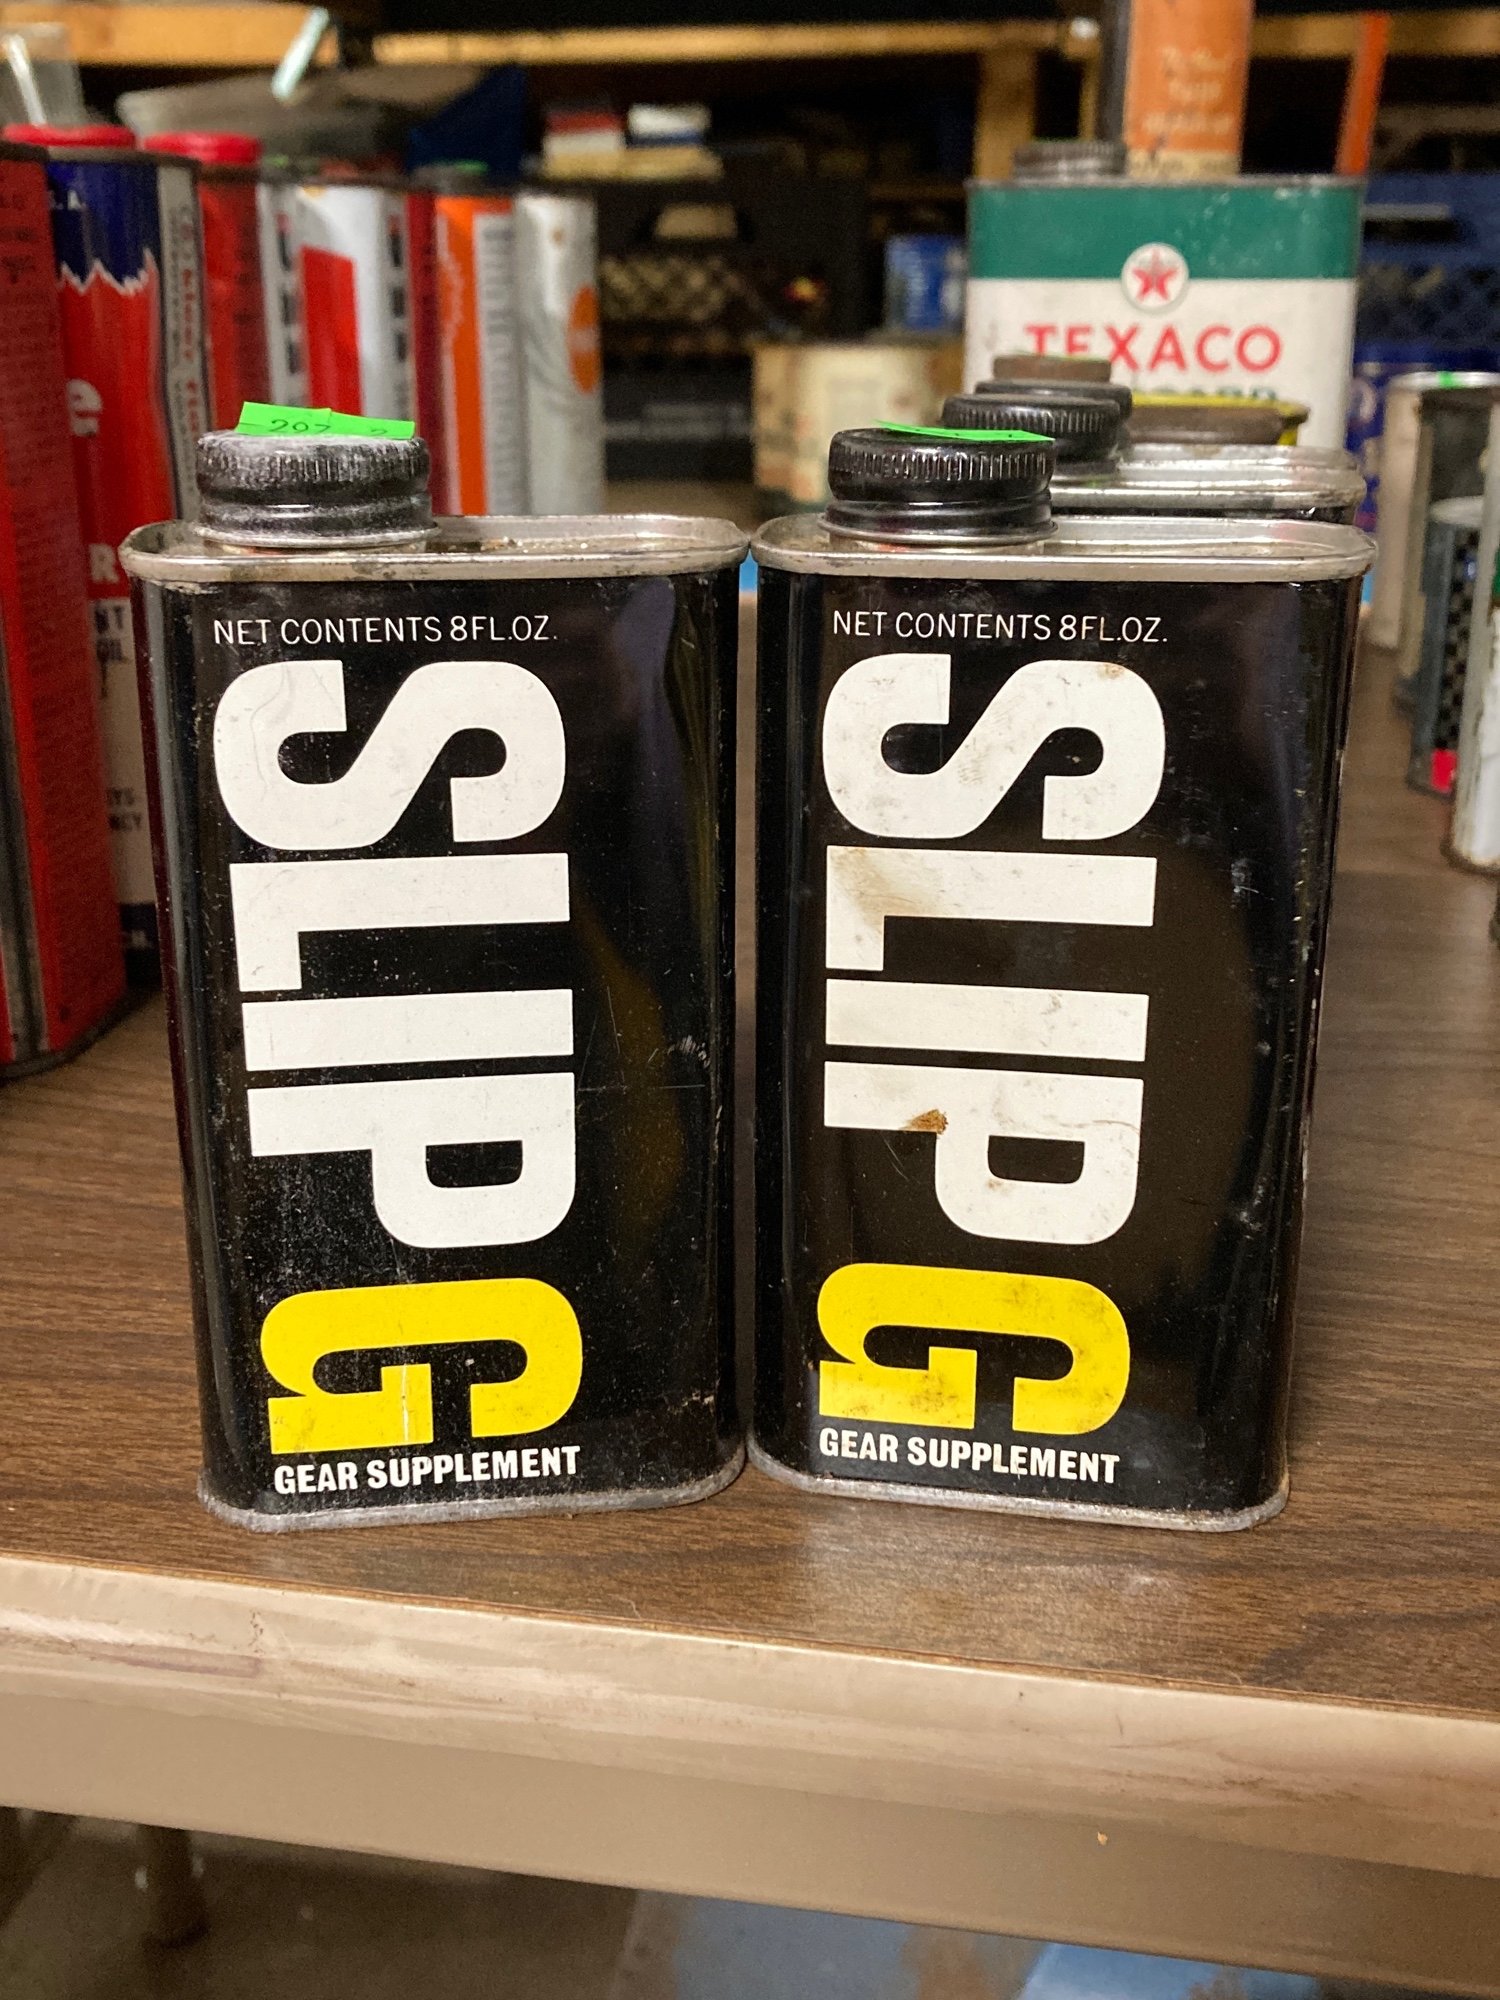 TEXACO
NET CONTENTS 8FL.OZ.
SLIP G
GEAR SUPPLEMENT
NET CONTENTS 8FL.OZ.
SLIP G
GEAR SUPPLEMENT